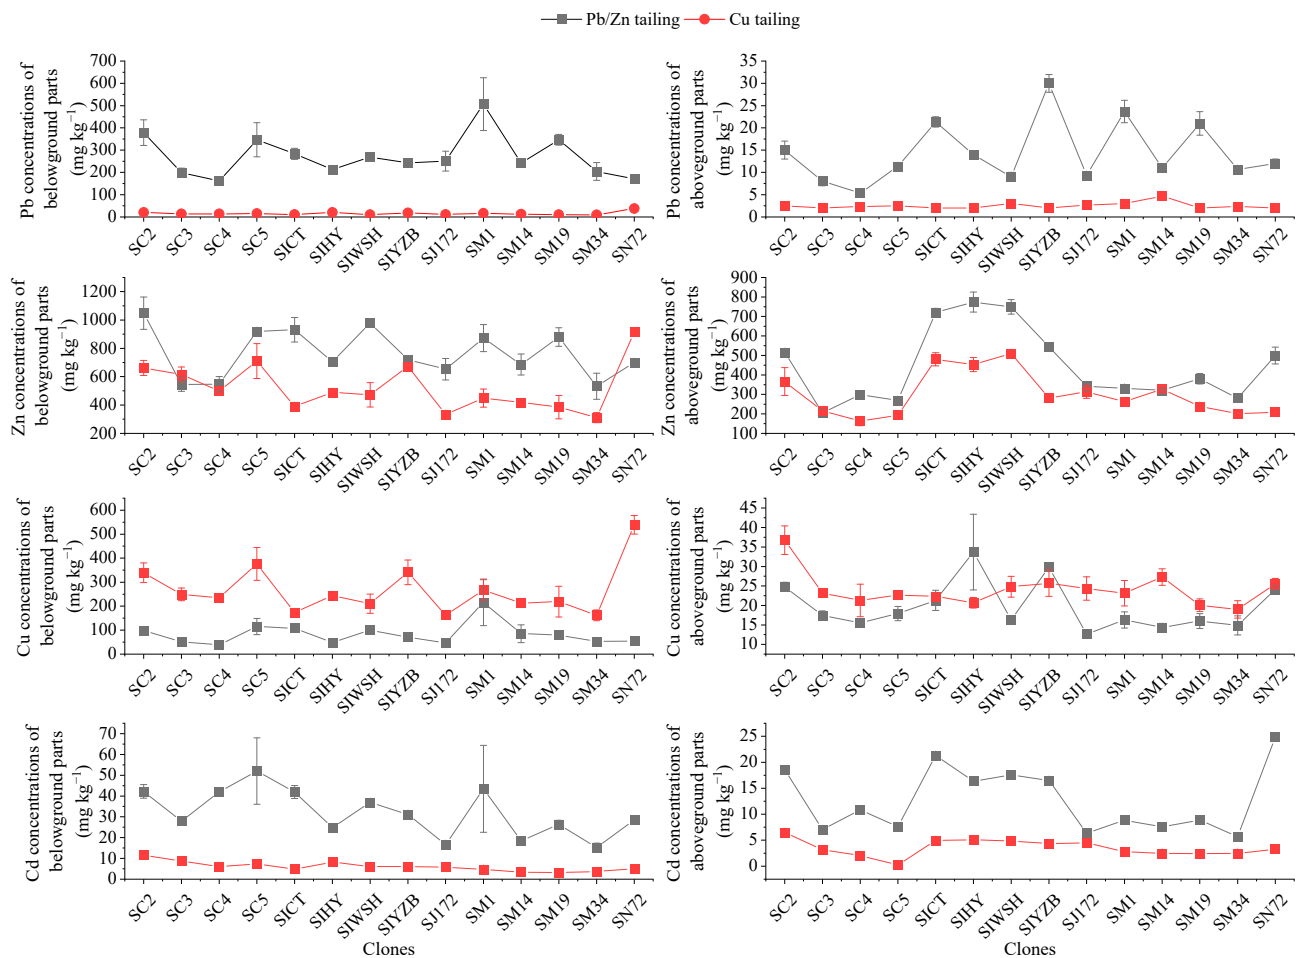 Pb/Zn tailing Cu tailing
Pb concentrations of
belowground parts
(mg kg⁻¹)
700
600
500
400
300
200
100
0
SC2 SC3 SC4 SC5 SICT SIHY SIWSH SIYZB SJ172 SM1 SM14 SM19 SM34 SN72
Pb concentrations of
aboveground parts
(mg kg⁻¹)
35
30
25
20
15
10
5
0
SC2 SC3 SC4 SC5 SICT SIHY SIWSH SIYZB SJ172 SM1 SM14 SM19 SM34 SN72
Zn concentrations of
belowground parts
(mg kg⁻¹)
1200
1000
800
600
400
200
SC2 SC3 SC4 SC5 SICT SIHY SIWSH SIYZB SJ172 SM1 SM14 SM19 SM34 SN72
Zn concentrations of
aboveground parts
(mg kg⁻¹)
900
800
700
600
500
400
300
200
100
SC2 SC3 SC4 SC5 SICT SIHY SIWSH SIYZB SJ172 SM1 SM14 SM19 SM34 SN72
Cu concentrations of
belowground parts
(mg kg⁻¹)
600
500
400
300
200
100
0
SC2 SC3 SC4 SC5 SICT SIHY SIWSH SIYZB SJ172 SM1 SM14 SM19 SM34 SN72
Cu concentrations of
aboveground parts
(mg kg⁻¹)
45
40
35
30
25
20
15
10
SC2 SC3 SC4 SC5 SICT SIHY SIWSH SIYZB SJ172 SM1 SM14 SM19 SM34 SN72
Cd concentrations of
belowground parts
(mg kg⁻¹)
70
60
50
40
30
20
10
0
SC2 SC3 SC4 SC5 SICT SIHY SIWSH SIYZB SJ172 SM1 SM14 SM19 SM34 SN72
Clones
Cd concentrations of
aboveground parts
(mg kg⁻¹)
25
20
15
10
5
0
SC2 SC3 SC4 SC5 SICT SIHY SIWSH SIYZB SJ172 SM1 SM14 SM19 SM34 SN72
Clones